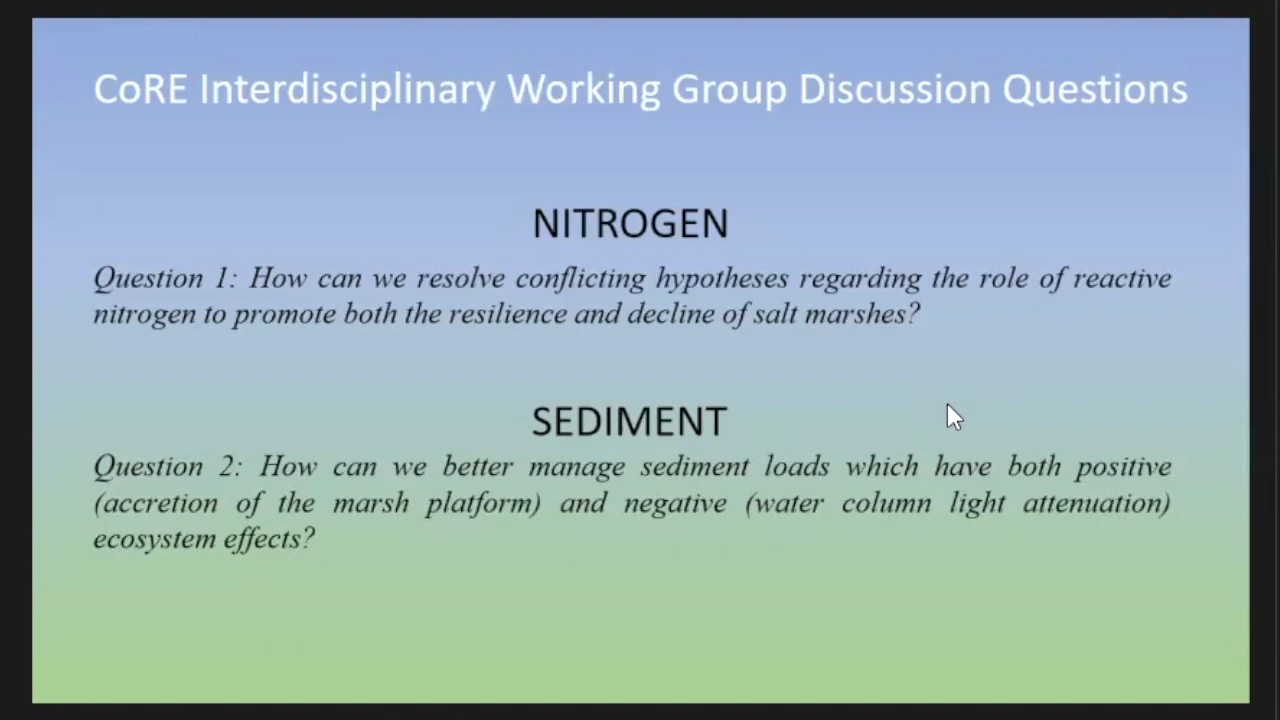 CoRE Interdisciplinary Working Group Discussion Questions
NITROGEN
Question 1: How can we resolve conflicting hypotheses regarding the role of reactive
nitrogen to promote both the resilience and decline of salt marshes?
SEDIMENT
Question 2: How can we better manage sediment loads which have both positive
(accretion of the marsh platform) and negative (water column light attenuation)
ecosystem effects?